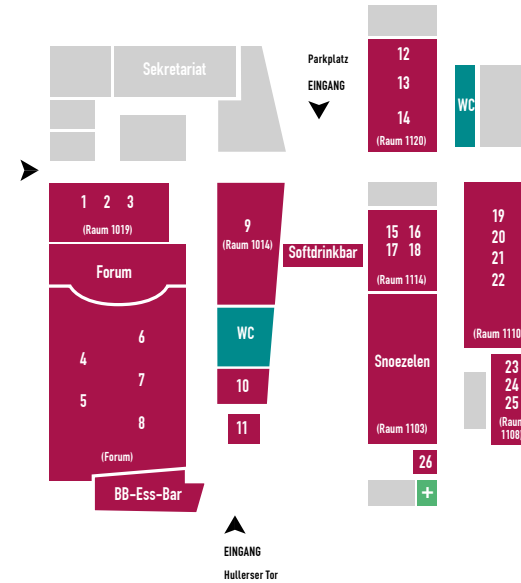 Sekretariat
Parkplatz
EINGANG
12
13
14
(Raum 1120)
WC
1 2 3
(Raum 1019)
Forum
4
5
6
7
8
(Forum)
BB-Ess-Bar
9
(Raum 1014)
WC
10
11
Softdrinkbar
15 16
17 18
(Raum 1114)
Snoezelen
(Raum 1103)
26
+
19
20
21
22
(Raum 1110
23
24
25
(Raum
1108)
EINGANG
Hullerser Tor